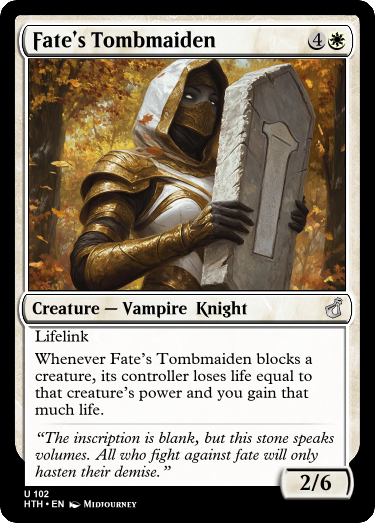 Fate's Tombmaiden 4
Creature — Vampire Knight
Lifelink
Whenever Fate's Tombmaiden blocks a
creature, its controller loses life equal to
that creature's power and you gain that
much life.
“The inscription is blank, but this stone speaks
volumes. All who fight against fate will only
hasten their demise.”
2/6
U 102
HTH • EN Midjourney